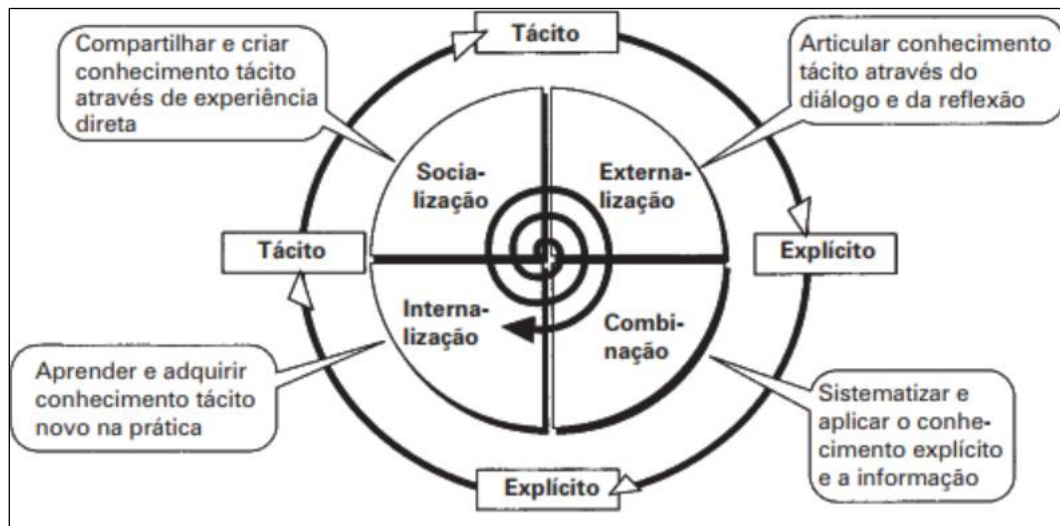 Tácito
Compartilhar e criar
conhecimento tácito
através de experiência
direta
Articular conhecimento
tácito através do
diálogo e da reflexão
Socia-
lização
Externa-
lização
Tácito
Explícito
Interna-
lização
Combi-
nação
Aprender e adquirir
conhecimento tácito
novo na prática
Sistematizar e
aplicar o conhe-
cimento explícito
e a informação
Explícito